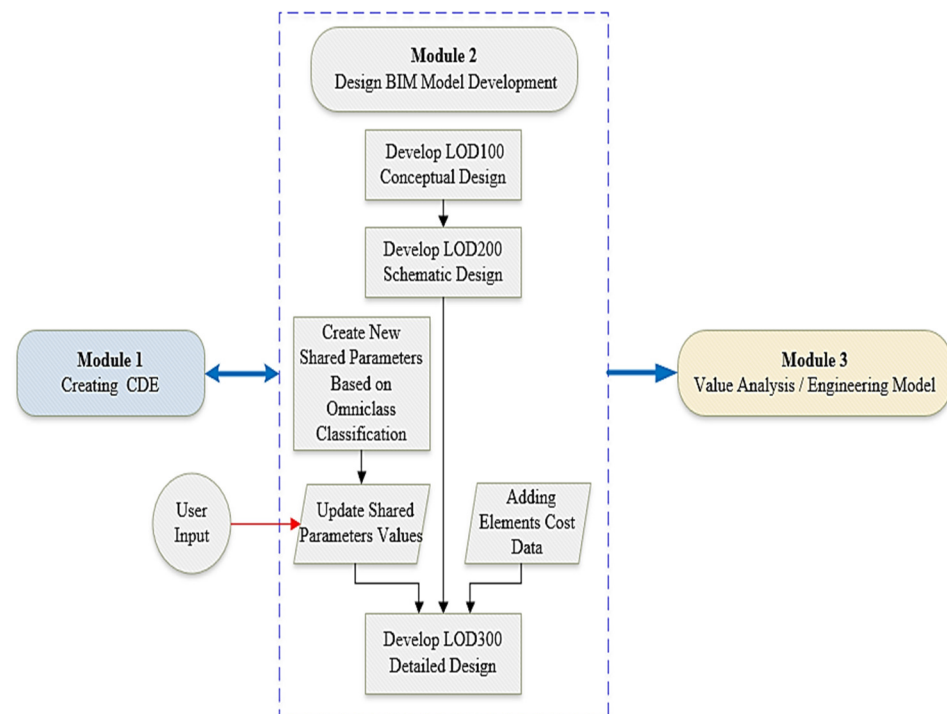 Module 2
Design BIM Model Development
Develop LOD100
Conceptual Design
Develop LOD200
Schematic Design
Create New
Shared Parameters
Based on
Omniclass
Classification
Module 1
Creating CDE
Module 3
Value Analysis / Engineering Model
User
Input
Update Shared
Parameters Values
Adding
Elements Cost
Data
Develop LOD300
Detailed Design